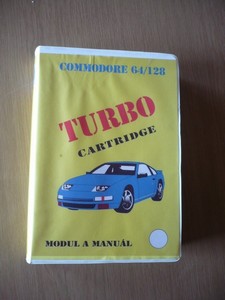 COMMODORE 64/128
TURBO
CARTRIDGE
MODUL A MANUÁL